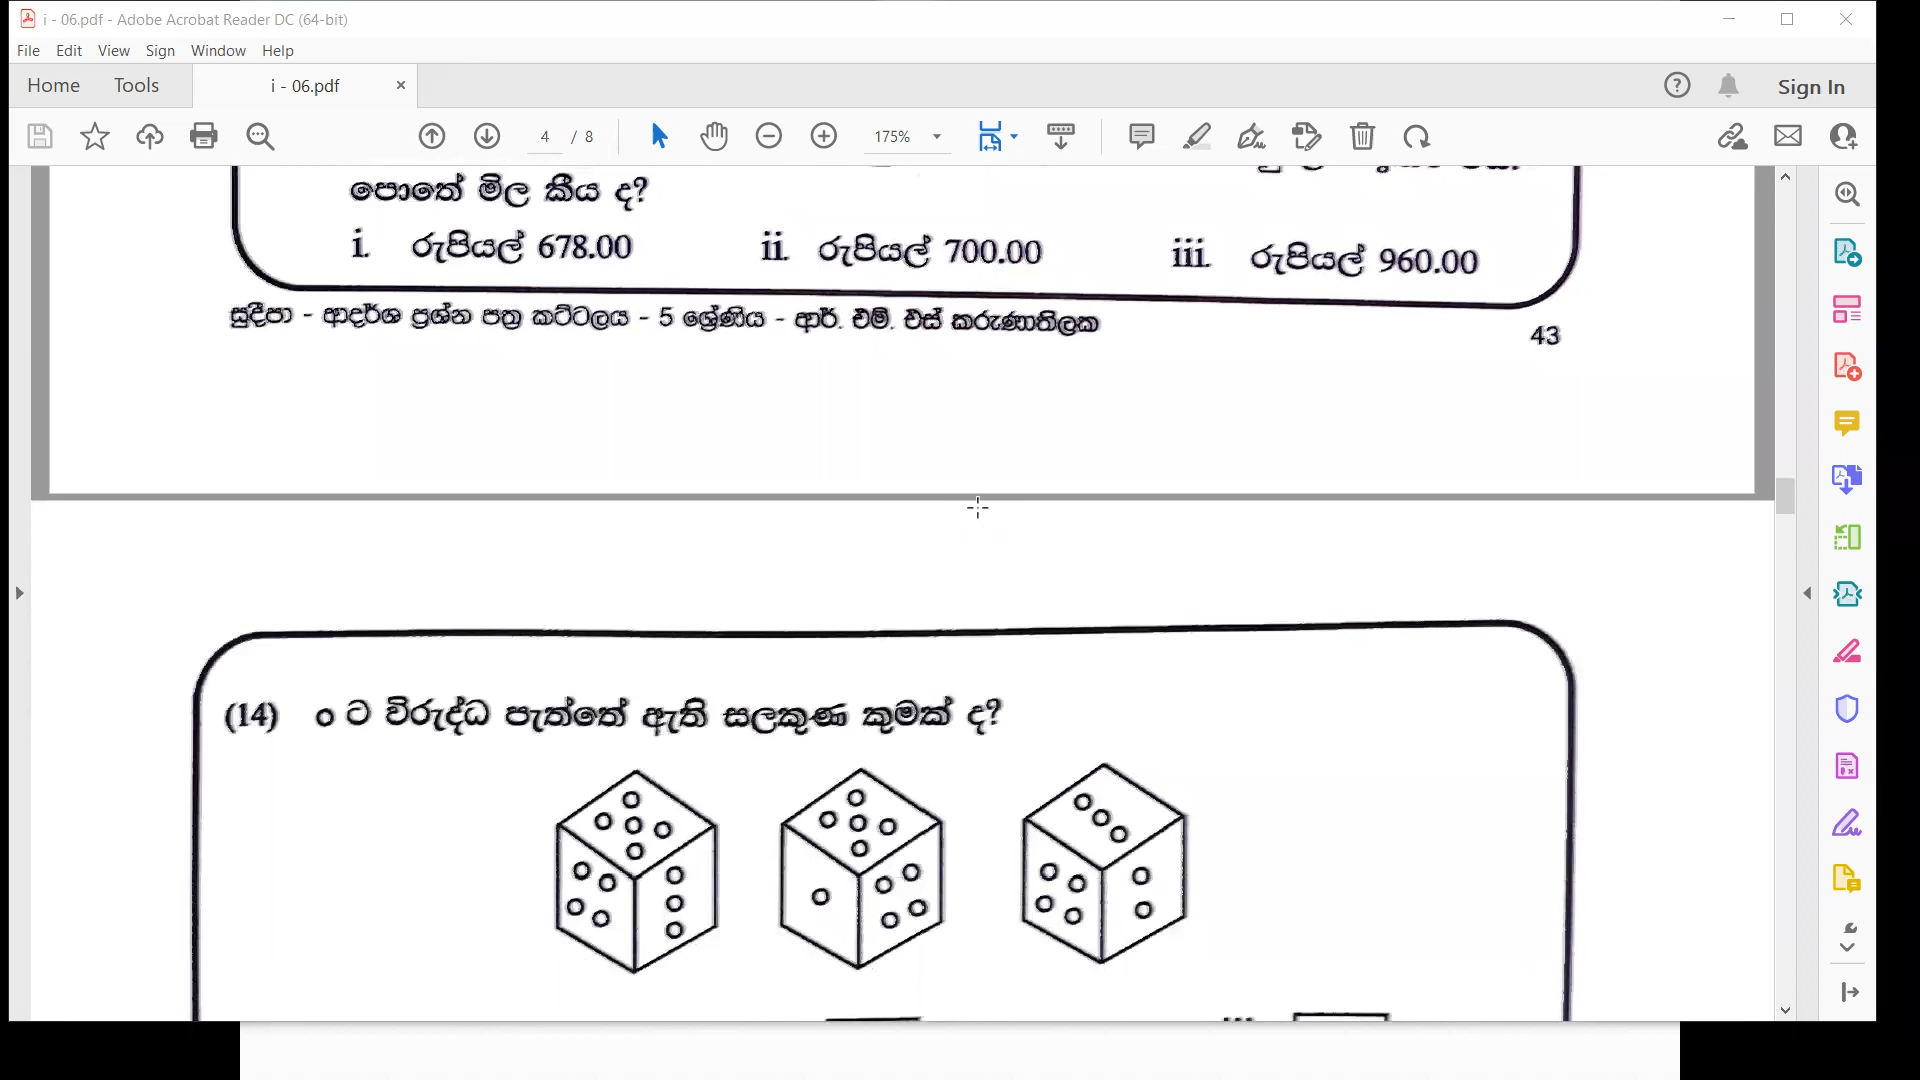 i - 06.pdf - Adobe Acrobat Reader DC (64-bit)
File Edit View Sign Window Help
Home Tools i - 06.pdf × Sign In
4 / 8 175%
පොතේ මිල කීය ද?
i. රුපියල් 678.00 ii. රුපියල් 700.00 iii. රුපියල් 960.00
සුදීපා - ආදර්ශ ප්‍රශ්න පත්‍ර කට්ටලය - 5 ශ්‍රේණිය - ආර්. එම්. එස් කරුණාතිලක
43
(14) o ට විරුද්ධ පැත්තේ ඇති සලකුණ කුමක් ද?